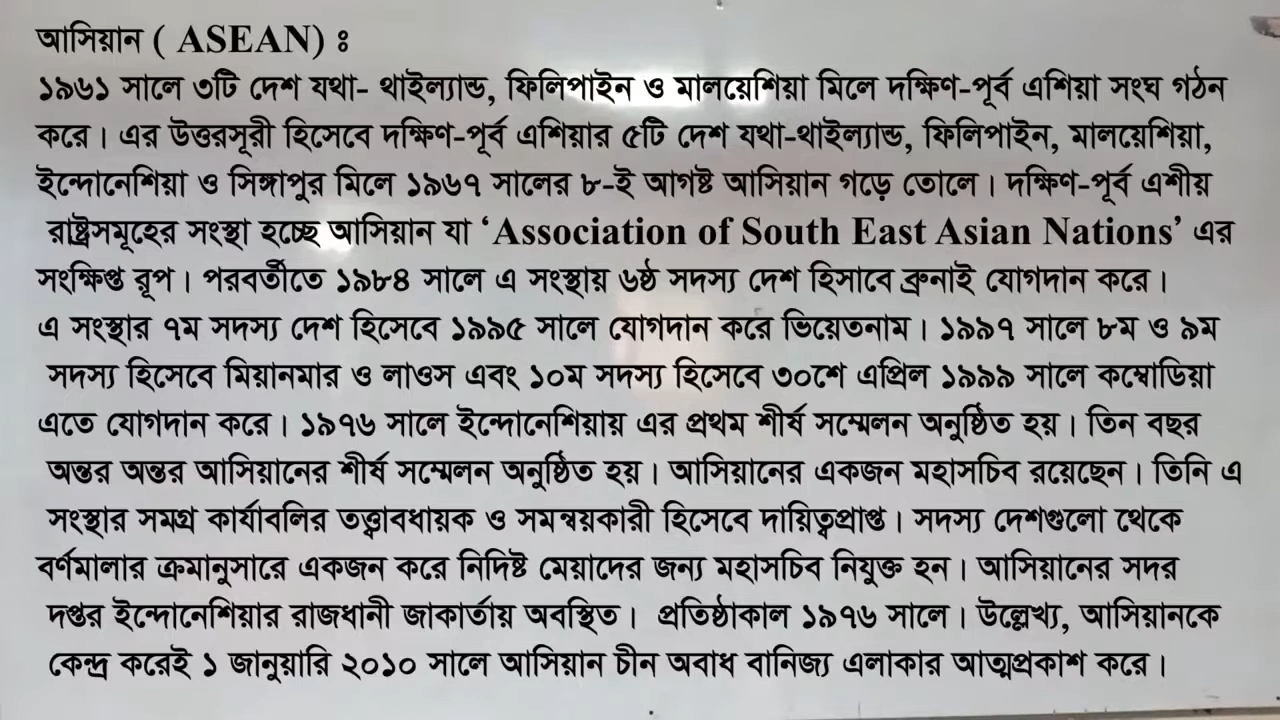 আসিয়ান ( ASEAN) ঃ
১৯৬১ সালে ৩টি দেশ যথা- থাইল্যান্ড, ফিলিপাইন ও মালয়েশিয়া মিলে দক্ষিণ-পূর্ব এশিয়া সংঘ গঠন
করে। এর উত্তরসূরী হিসেবে দক্ষিণ-পূর্ব এশিয়ার ৫টি দেশ যথা-থাইল্যান্ড, ফিলিপাইন, মালয়েশিয়া,
ইন্দোনেশিয়া ও সিঙ্গাপুর মিলে ১৯৬৭ সালের ৮-ই আগষ্ট আসিয়ান গড়ে তোলে। দক্ষিণ-পূর্ব এশীয়
রাষ্ট্রসমূহের সংস্থা হচ্ছে আসিয়ান যা ‘Association of South East Asian Nations’ এর
সংক্ষিপ্ত রূপ। পরবর্তীতে ১৯৮৪ সালে এ সংস্থায় ৬ষ্ঠ সদস্য দেশ হিসাবে ব্রুনাই যোগদান করে।
এ সংস্থার ৭ম সদস্য দেশ হিসেবে ১৯৯৫ সালে যোগদান করে ভিয়েতনাম। ১৯৯৭ সালে ৮ম ও ৯ম
সদস্য হিসেবে মিয়ানমার ও লাওস এবং ১০ম সদস্য হিসেবে ৩০শে এপ্রিল ১৯৯৯ সালে কম্বোডিয়া
এতে যোগদান করে। ১৯৭৬ সালে ইন্দোনেশিয়ায় এর প্রথম শীর্ষ সম্মেলন অনুষ্ঠিত হয়। তিন বছর
অন্তর অন্তর আসিয়ানের শীর্ষ সম্মেলন অনুষ্ঠিত হয়। আসিয়ানের একজন মহাসচিব রয়েছেন। তিনি এ
সংস্থার সমগ্র কার্যাবলির তত্ত্বাবধায়ক ও সমন্বয়কারী হিসেবে দায়িত্বপ্রাপ্ত। সদস্য দেশগুলো থেকে
বর্ণমালার ক্রমানুসারে একজন করে নিদিষ্ট মেয়াদের জন্য মহাসচিব নিযুক্ত হন। আসিয়ানের সদর
দপ্তর ইন্দোনেশিয়ার রাজধানী জাকার্তায় অবস্থিত। প্রতিষ্ঠাকাল ১৯৭৬ সালে। উল্লেখ্য, আসিয়ানকে
কেন্দ্র করেই ১ জানুয়ারি ২০১০ সালে আসিয়ান চীন অবাধ বানিজ্য এলাকার আত্মপ্রকাশ করে।